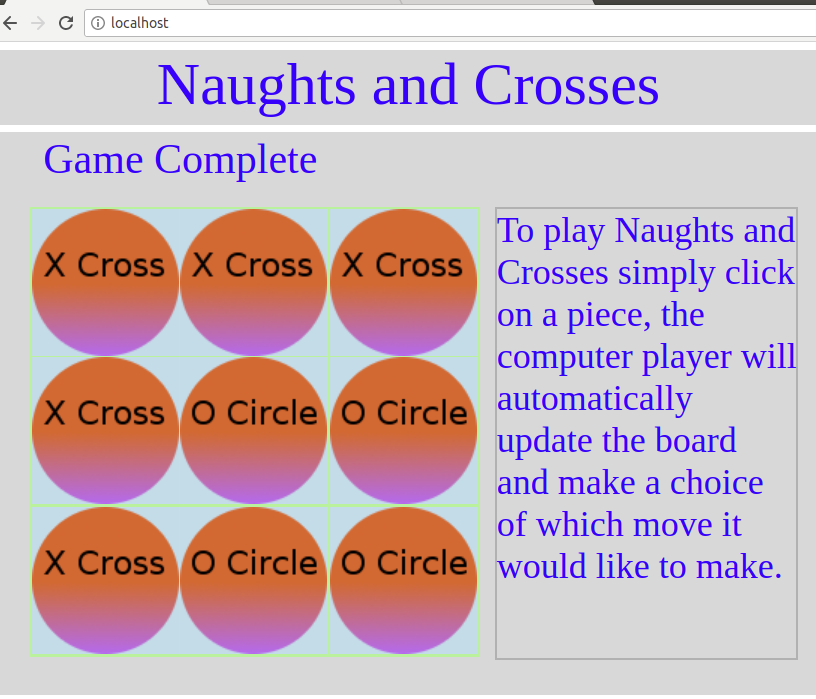 localhost
Naughts and Crosses
Game Complete
X Cross X Cross X Cross
X Cross O Circle O Circle
X Cross O Circle O Circle
To play Naughts and
Crosses simply click
on a piece, the
computer player will
automatically
update the board
and make a choice
of which move it
would like to make.